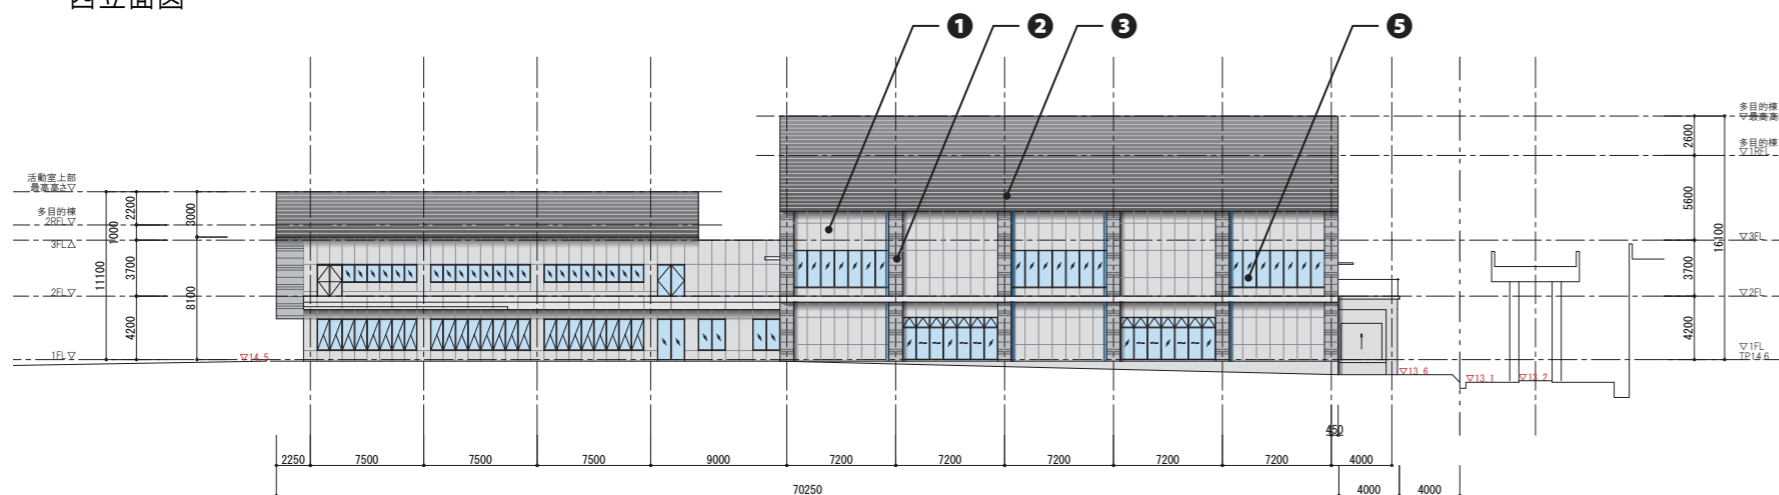 西立面図
❶
❷
❸
❺
多目的棟
▽最高高
多目的棟
▽1RFL
▽3FL
▽2FL
▽1FL
TP14.6
2600
5600
3700
4200
16100
活動室上部
最高高さ▽
多目的棟
2RFL▽
3FL△
2FL▽
1FL▽
2200
1000
3700
4200
11100
3000
8100
▽14.5
▽13.6
▽13.1
▽13.2
450
2250
7500
7500
7500
9000
7200
7200
7200
7200
7200
4000
70250
4000
4000